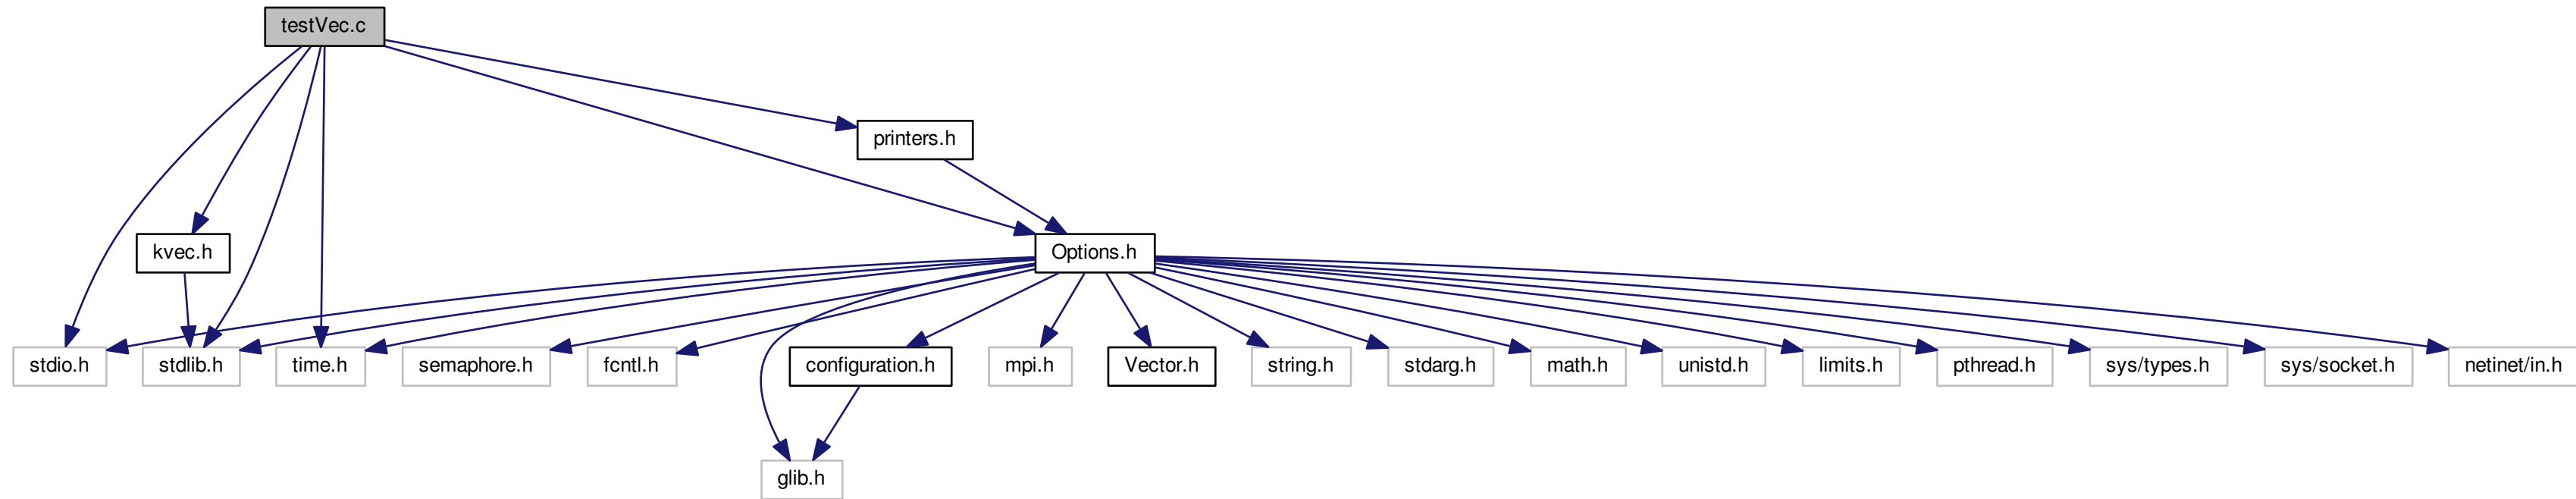 testVec.c
printers.h
kvec.h
Options.h
stdio.h
stdlib.h
time.h
semaphore.h
fcntl.h
configuration.h
mpi.h
Vector.h
string.h
stdarg.h
math.h
unistd.h
limits.h
pthread.h
sys/types.h
sys/socket.h
netinet/in.h
glib.h